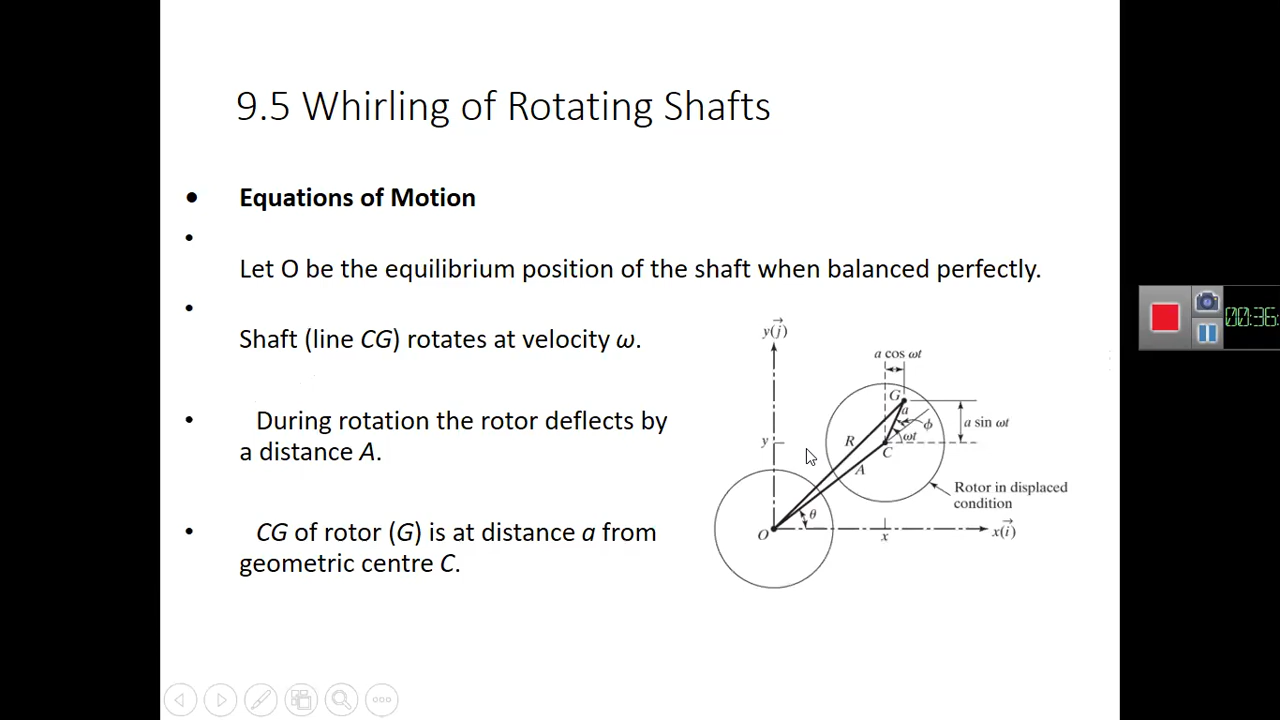 9.5 Whirling of Rotating Shafts
• Equations of Motion
•
Let O be the equilibrium position of the shaft when balanced perfectly.
•
Shaft (line CG) rotates at velocity ω.
• During rotation the rotor deflects by
a distance A.
• CG of rotor (G) is at distance a from
geometric centre C.
y(j⃗)
a cos ωt
G
a
ϕ
a sin ωt
y
R
ωt
C
A
Rotor in displaced
condition
θ
O
x
x(i⃗)
00:36: